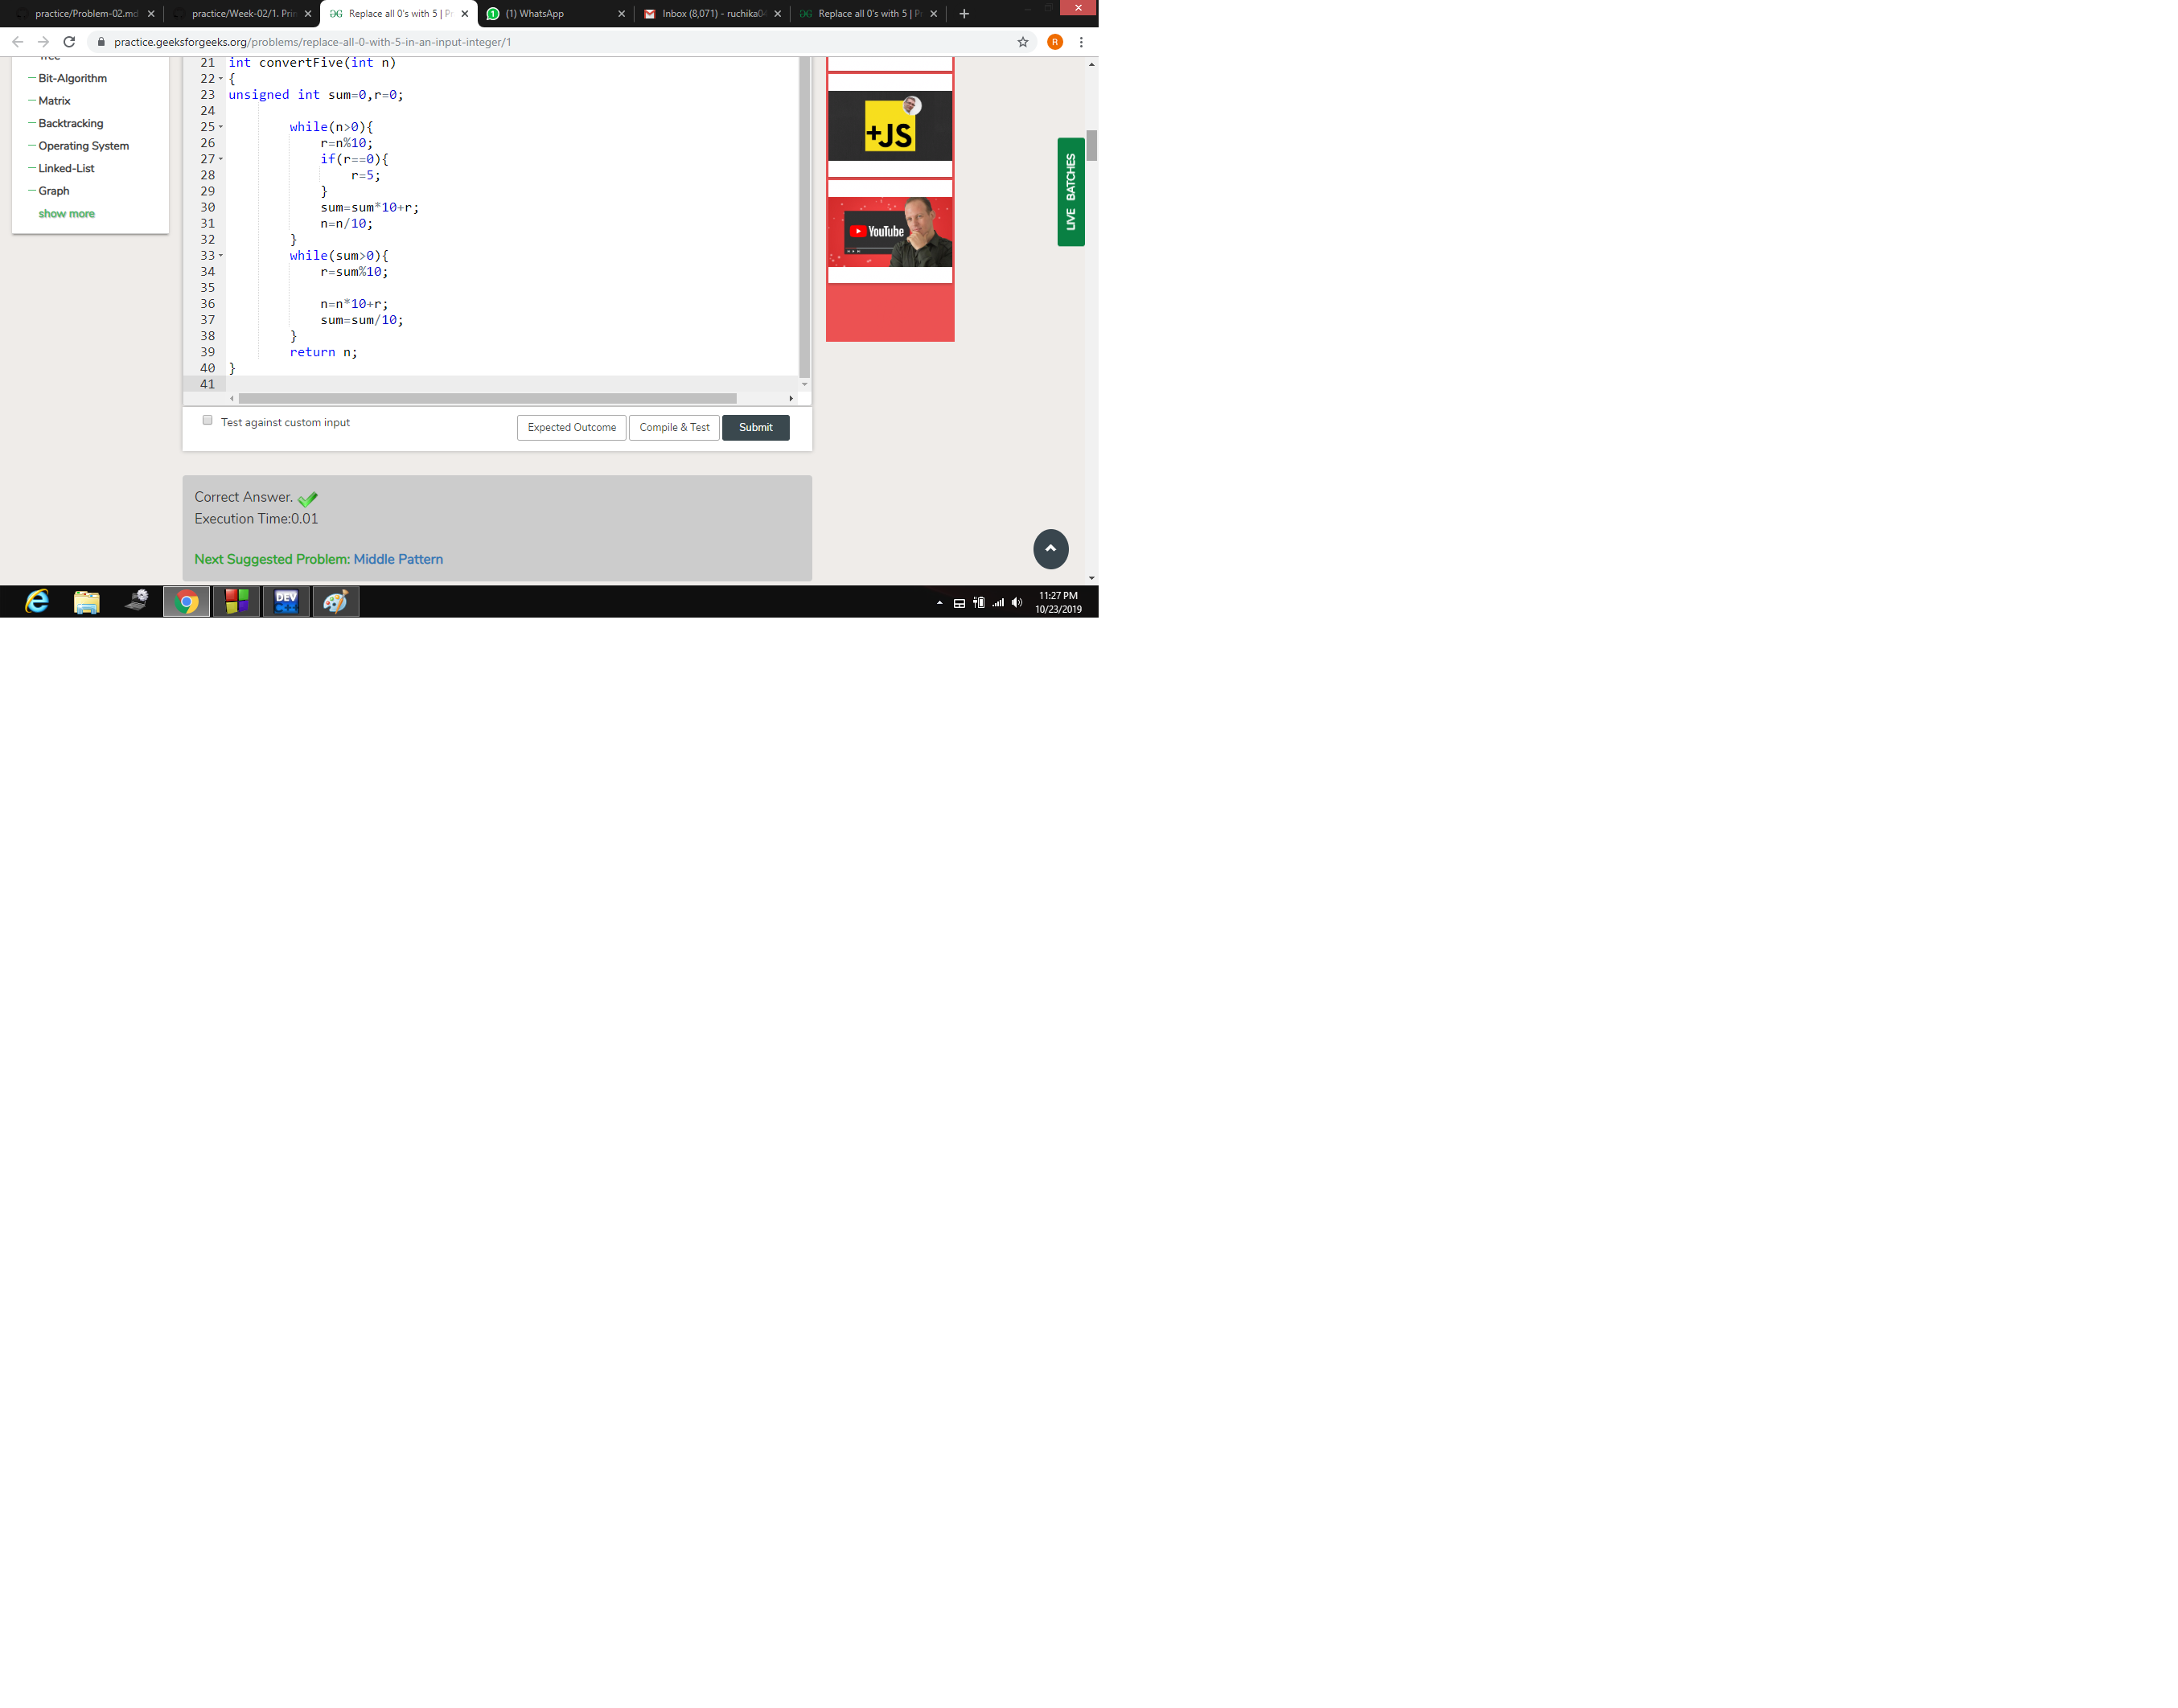 practice/Problem-02.md
practice/Week-02/1. Prin
Replace all 0's with 5 | P
(1) WhatsApp
Inbox (8,071) - ruchika0
Replace all 0's with 5 | P
practice.geeksforgeeks.org/problems/replace-all-0-with-5-in-an-input-integer/1
R
Tree
Bit-Algorithm
Matrix
Backtracking
Operating System
Linked-List
Graph
show more
21 int convertFive(int n)
22 {
23 unsigned int sum=0,r=0;
24
25 while(n>0){
26 r=n%10;
27 if(r==0){
28 r=5;
29 }
30 sum=sum*10+r;
31 n=n/10;
32 }
33 while(sum>0){
34 r=sum%10;
35
36 n=n*10+r;
37 sum=sum/10;
38 }
39 return n;
40 }
41
Test against custom input
Expected Outcome
Compile & Test
Submit
Correct Answer.
Execution Time:0.01
Next Suggested Problem: Middle Pattern
+JS
YouTube
LIVE BATCHES
DEV
C++
11:27 PM
10/23/2019